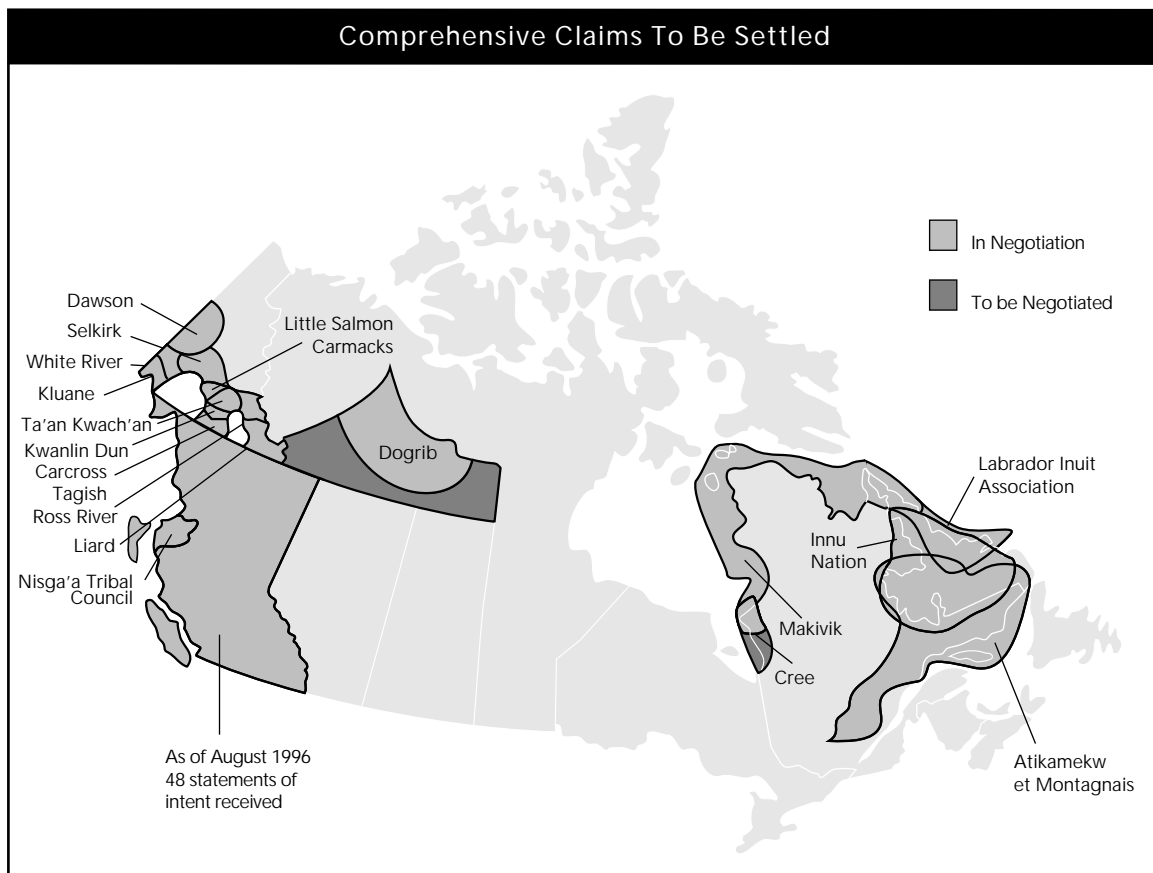 Comprehensive Claims To Be Settled
In Negotiation
To be Negotiated
Dawson
Selkirk
White River
Kluane
Ta'an Kwach'an
Kwanlin Dun
Carcross
Tagish
Ross River
Liard
Nisga'a Tribal
Council
Little Salmon
Carmacks
Dogrib
Labrador Inuit
Association
Innu
Nation
Makivik
Cree
As of August 1996
48 statements of
intent received
Atikamekw
et Montagnais